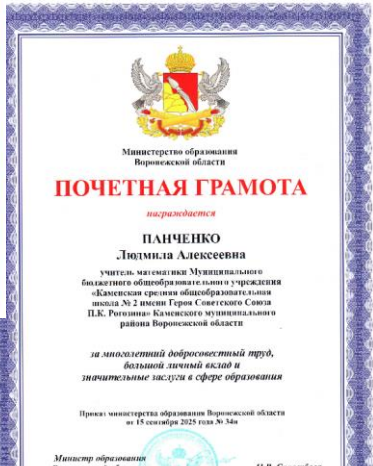 Министерство образования
Воронежской области
ПОЧЕТНАЯ ГРАМОТА
награждается
ПАНЧЕНКО
Людмила Алексеевна
учитель математики Муниципального
бюджетного общеобразовательного учреждения
«Каменская средняя общеобразовательная
школа № 2 имени Героя Советского Союза
П.К. Рогозина» Каменского муниципального
района Воронежской области
за многолетний добросовестный труд,
большой личный вклад и
значительные заслуги в сфере образования
Приказ министерства образования Воронежской области
от 15 сентября 2025 года № 34н
Министр образования